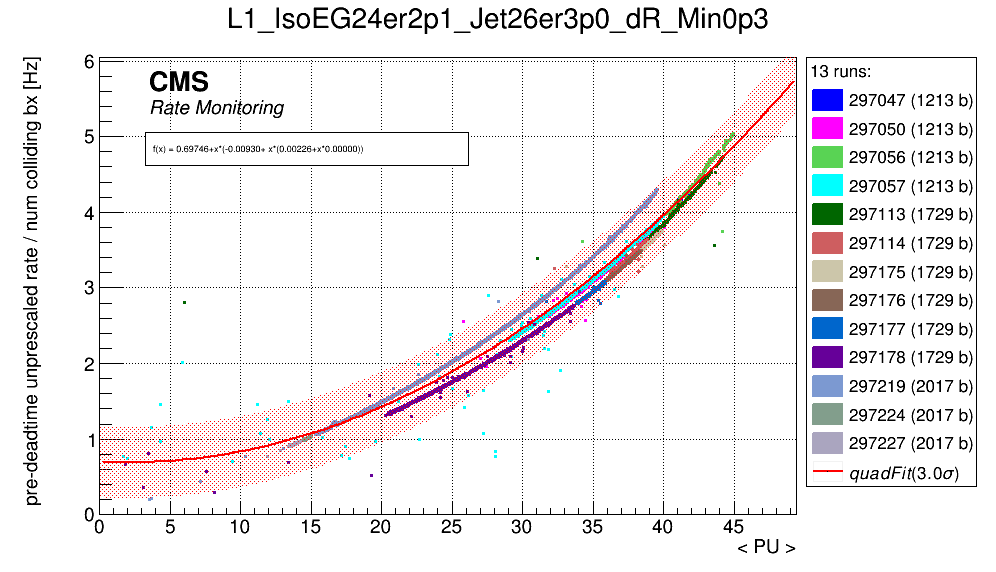 L1_IsoEG24er2p1_Jet26er3p0_dR_Min0p3
pre-deadtime unprescaled rate / num colliding bx [Hz]
CMS
Rate Monitoring
f(x) = 0.69746+x*(-0.00930+ x*(0.00226+x*0.00000))
6
5
4
3
2
1
0
0 5 10 15 20 25 30 35 40 45
< PU >
13 runs:
297047 (1213 b)
297050 (1213 b)
297056 (1213 b)
297057 (1213 b)
297113 (1729 b)
297114 (1729 b)
297175 (1729 b)
297176 (1729 b)
297177 (1729 b)
297178 (1729 b)
297219 (2017 b)
297224 (2017 b)
297227 (2017 b)
quadFit(3.0σ)